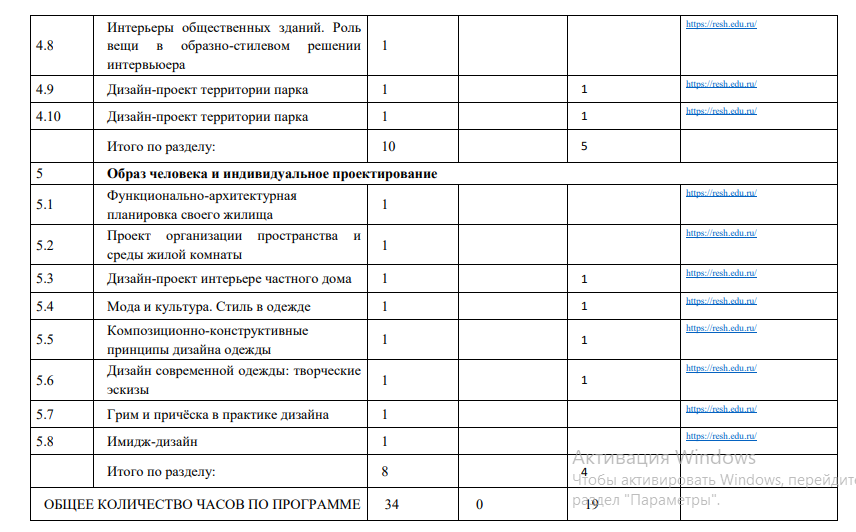 Интерьеры общественных зданий. Роль
4.8 вещи в образно-стилевом решении 1 https://resh.edu.ru/
интервьюера
4.9 Дизайн-проект территории парка 1 1 https://resh.edu.ru/
4.10 Дизайн-проект территории парка 1 1 https://resh.edu.ru/
Итого по разделу: 10 5
5 Образ человека и индивидуальное проектирование
5.1 Функционально-архитектурная 1 https://resh.edu.ru/
планировка своего жилища
5.2 Проект организации пространства и 1 https://resh.edu.ru/
среды жилой комнаты
5.3 Дизайн-проект интерьере частного дома 1 1 https://resh.edu.ru/
5.4 Мода и культура. Стиль в одежде 1 1 https://resh.edu.ru/
5.5 Композиционно-конструктивные 1 1 https://resh.edu.ru/
принципы дизайна одежды
5.6 Дизайн современной одежды: творческие 1 1 https://resh.edu.ru/
эскизы
5.7 Грим и причёска в практике дизайна 1 https://resh.edu.ru/
5.8 Имидж-дизайн 1 https://resh.edu.ru/
Итого по разделу: 8 4
ОБЩЕЕ КОЛИЧЕСТВО ЧАСОВ ПО ПРОГРАММЕ 34 0 19
Активация Windows
Чтобы активировать Windows, перейдите
раздел "Параметры".